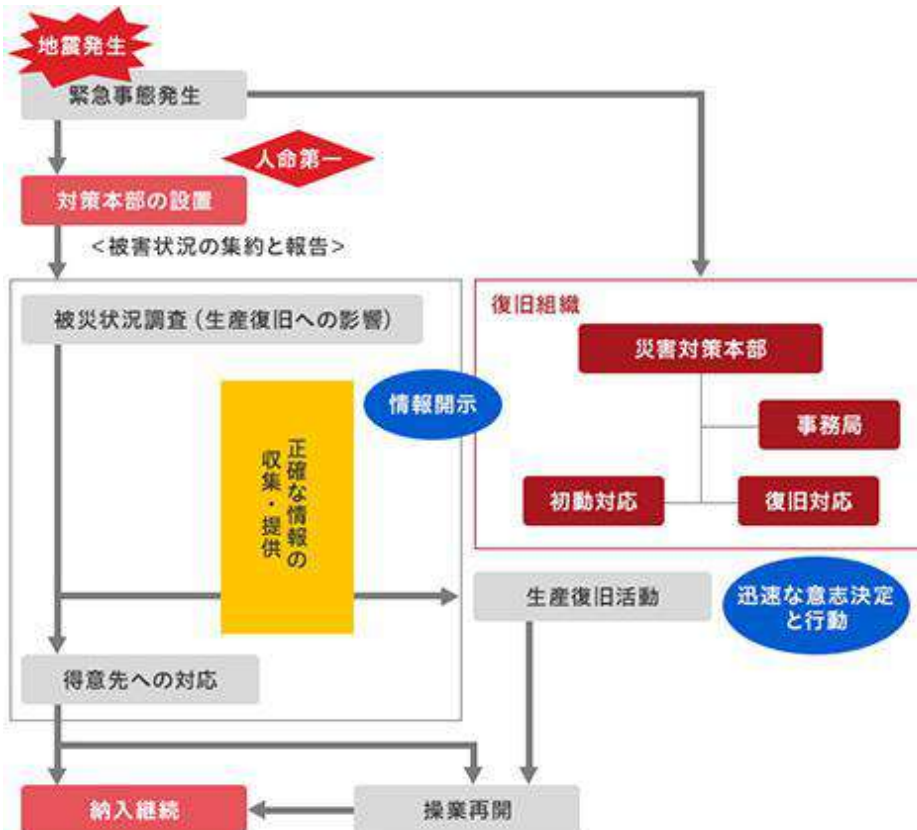 地震発生
緊急事態発生
人命第一
対策本部の設置
<被害状況の集約と報告>
被災状況調査（生産復旧への影響）
復旧組織
災害対策本部
情報開示
事務局
正確な情報の
収集・提供
初動対応
復旧対応
生産復旧活動
迅速な意志決定
と行動
得意先への対応
納入継続
操業再開